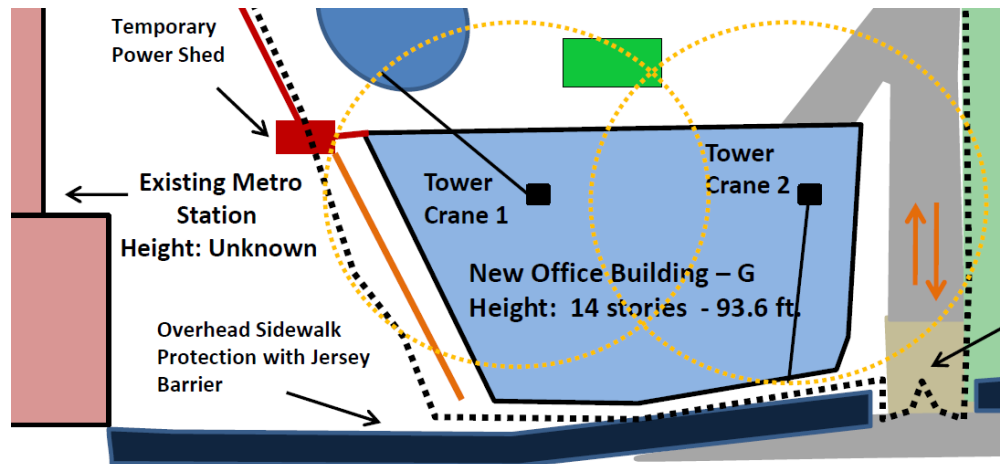 Temporary
Power Shed
Existing Metro
Station
Height: Unknown
Tower
Crane 1
Tower
Crane 2
New Office Building – G
Height:  14 stories  - 93.6 ft.
Overhead Sidewalk
Protection with Jersey
Barrier